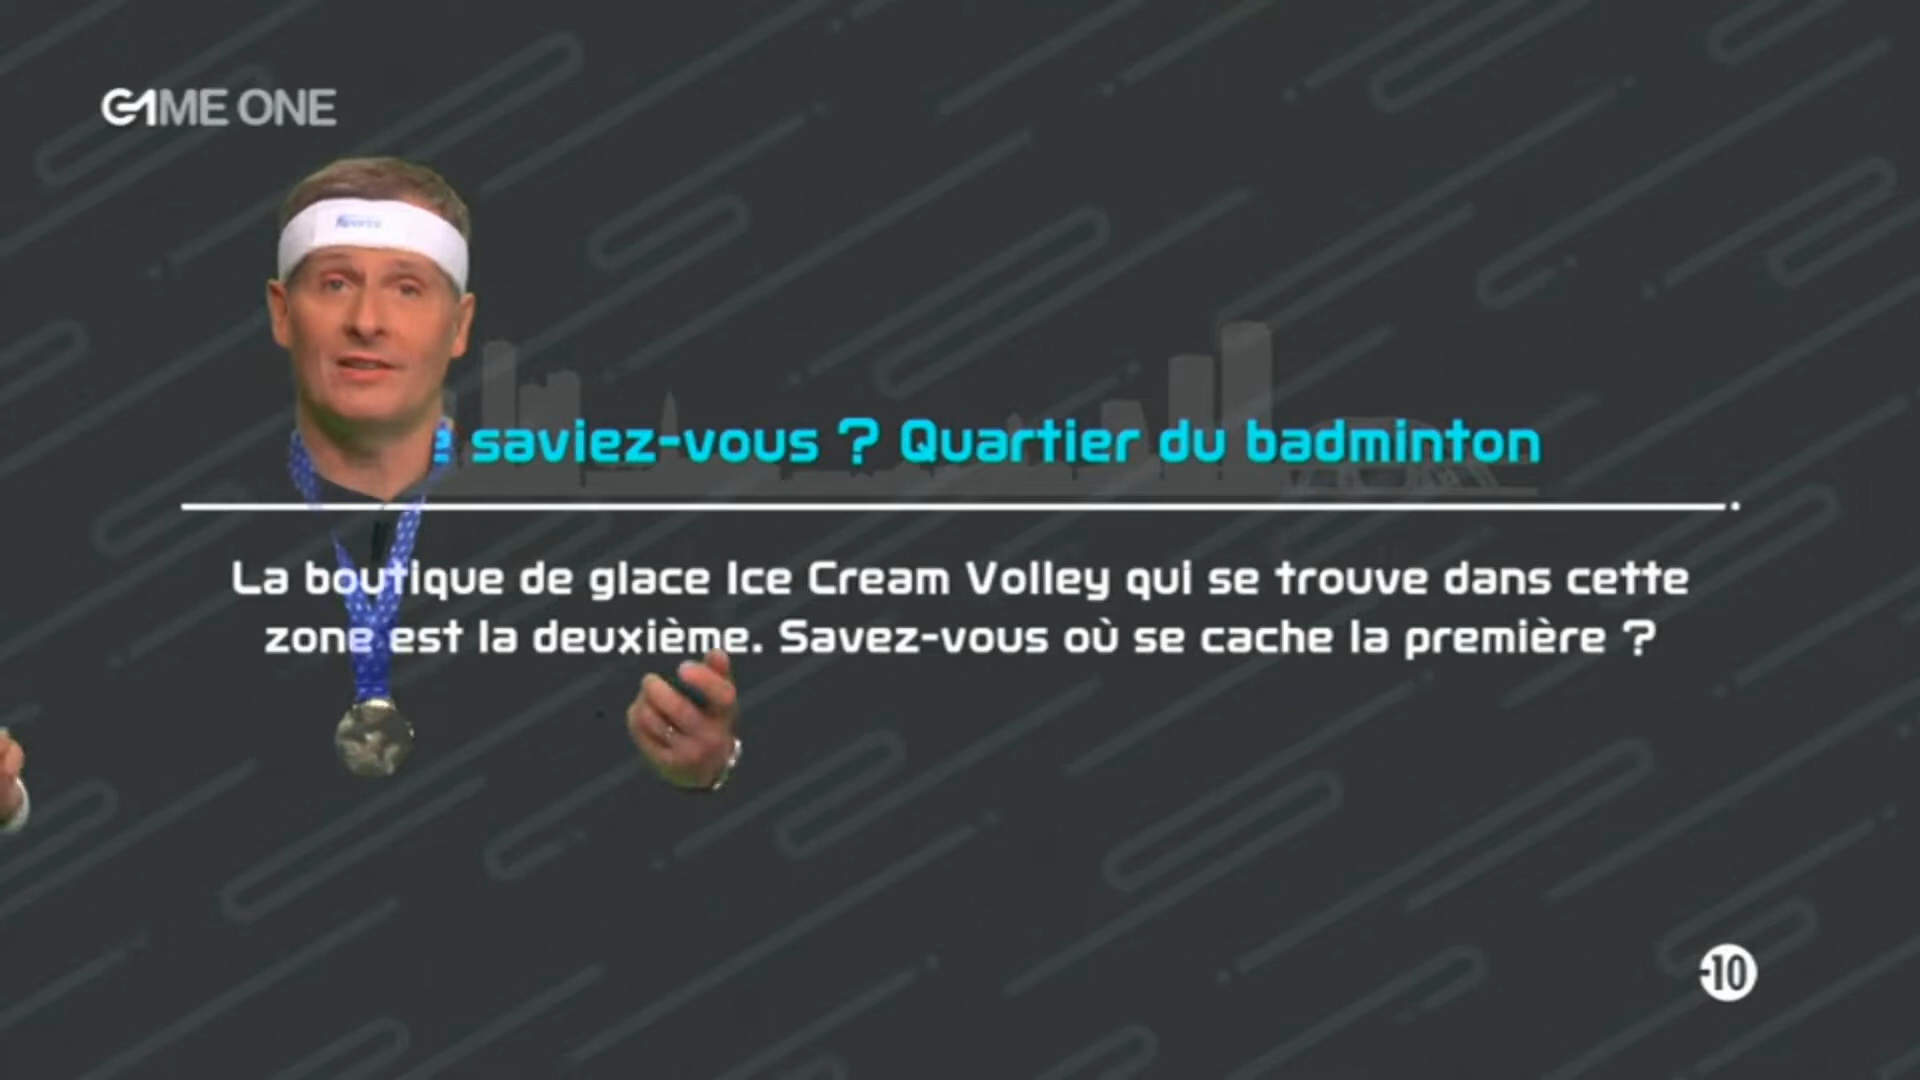 GAME ONE
Sports
saviez-vous ? Quartier du badminton
La boutique de glace Ice Cream Volley qui se trouve dans cette
zone est la deuxième. Savez-vous où se cache la première ?
-10